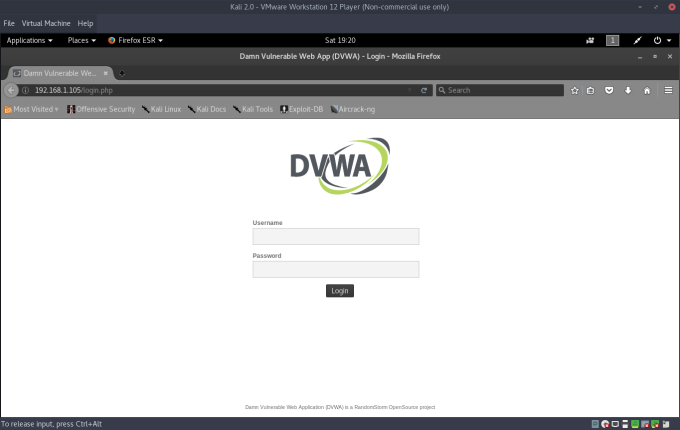 Kali 2.0 - VMware Workstation 12 Player (Non-commercial use only)
File Virtual Machine Help
Applications Places Firefox ESR Sat 19:20 1
Damn Vulnerable Web App (DVWA) - Login - Mozilla Firefox
Damn Vulnerable We...
192.168.1.105/login.php Search
Most Visited Offensive Security Kali Linux Kali Docs Kali Tools Exploit-DB Aircrack-ng
DVWA
Username
Password
Login
Damn Vulnerable Web Application (DVWA) is a RandomStorm OpenSource project
To release input, press Ctrl+Alt